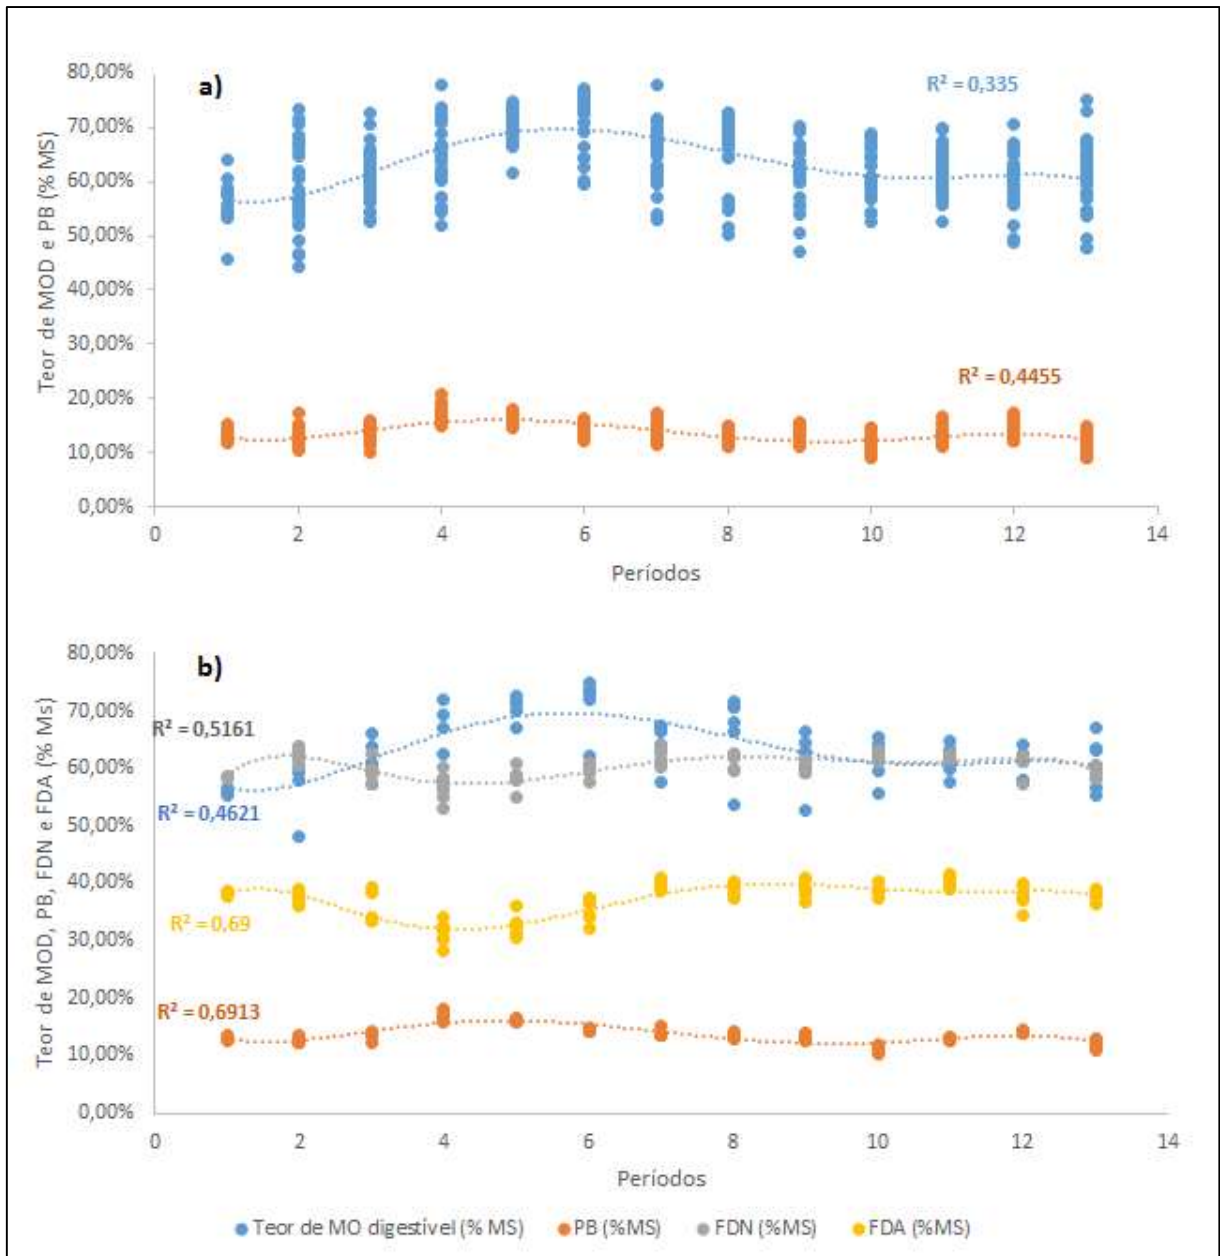 a)
80,00%
R² = 0,335
70,00%
60,00%
50,00%
40,00%
30,00%
R² = 0,4455
20,00%
10,00%
0,00%
0 2 4 6 8 10 12 14
Períodos
Teor de MOD e PB (% MS)
b)
80,00%
70,00%
R² = 0,5161
60,00%
R² = 0,4621
50,00%
40,00%
R² = 0,69
30,00%
20,00%
R² = 0,6913
10,00%
0,00%
0 2 4 6 8 10 12 14
Períodos
Teor de MOD, PB, FDN e FDA (% Ms)
Teor de MO digestível (% MS) PB (%MS) FDN (%MS) FDA (%MS)